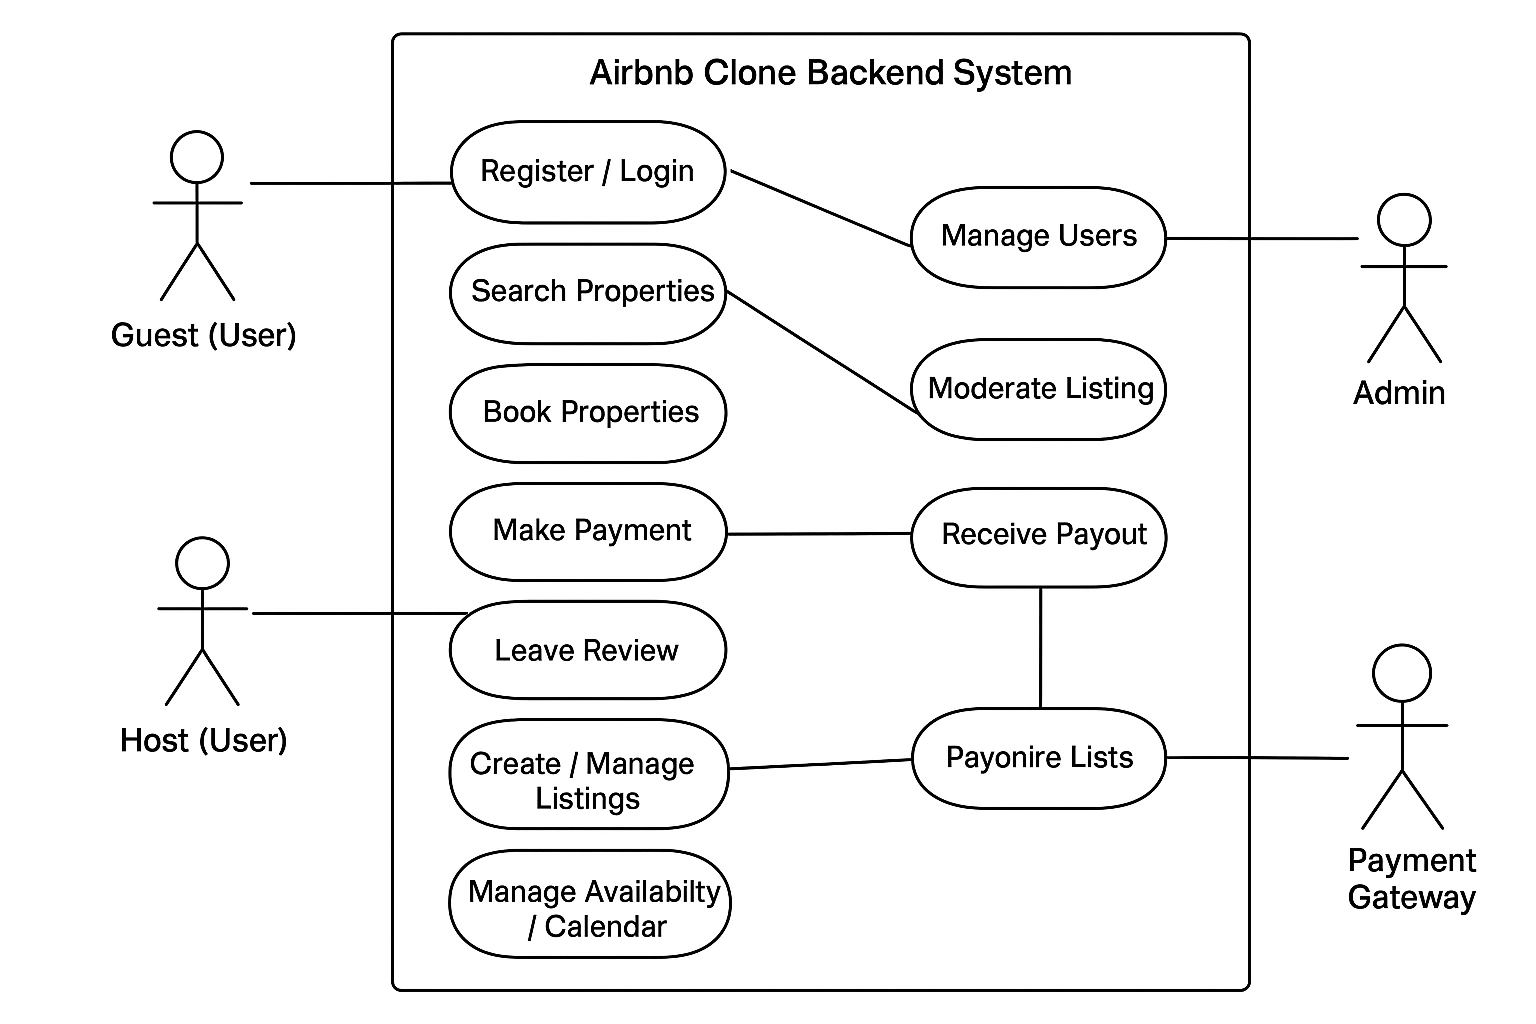 Airbnb Clone Backend System
Guest (User)
Host (User)
Register / Login
Search Properties
Book Properties
Make Payment
Leave Review
Create / Manage
Listings
Manage Availabilty
/ Calendar
Manage Users
Moderate Listing
Receive Payout
Payonire Lists
Admin
Payment
Gateway